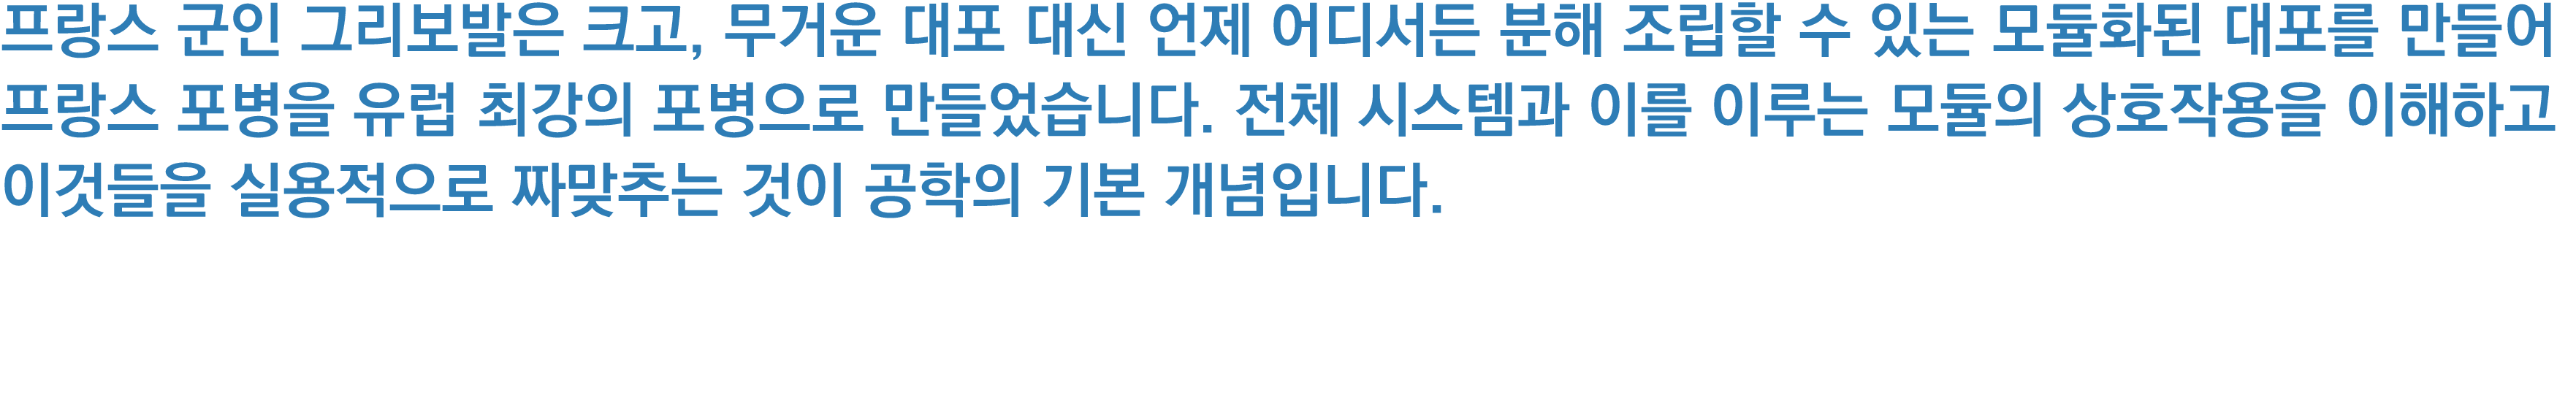 프랑스 군인 그리보발은 크고, 무거운 대포 대신 언제 어디서든 분해 조립할 수 있는 모듈화된 대포를 만들어
프랑스 포병을 유럽 최강의 포병으로 만들었습니다. 전체 시스템과 이를 이루는 모듈의 상호작용을 이해하고
이것들을 실용적으로 짜맞추는 것이 공학의 기본 개념입니다.